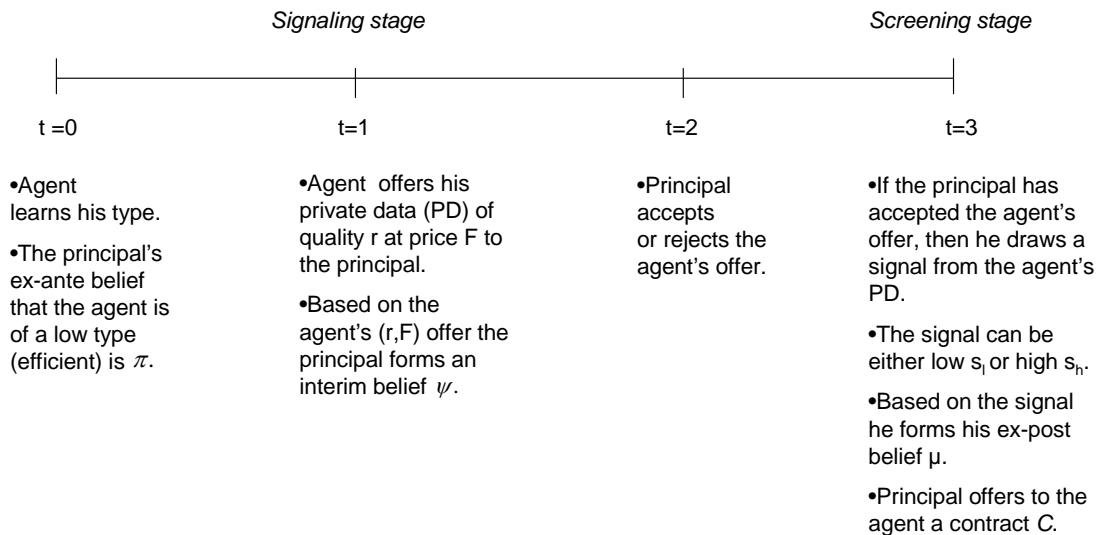 Signaling stage
Screening stage
t =0
t=1
t=2
t=3
•Agent
learns his type.
•The principal's
ex-ante belief
that the agent is
of a low type
(efficient) is π.
•Agent  offers his
private data (PD) of
quality r at price F to
the principal.
•Based on the
agent's (r,F) offer the
principal forms an
interim belief ψ.
•Principal
accepts
or rejects the
agent's offer.
•If the principal has
accepted the agent's
offer, then he draws a
signal from the agent's
PD.
•The signal can be
either low sₗ or high sₕ.
•Based on the signal
he forms his ex-post
belief µ.
•Principal offers to the
agent a contract C.